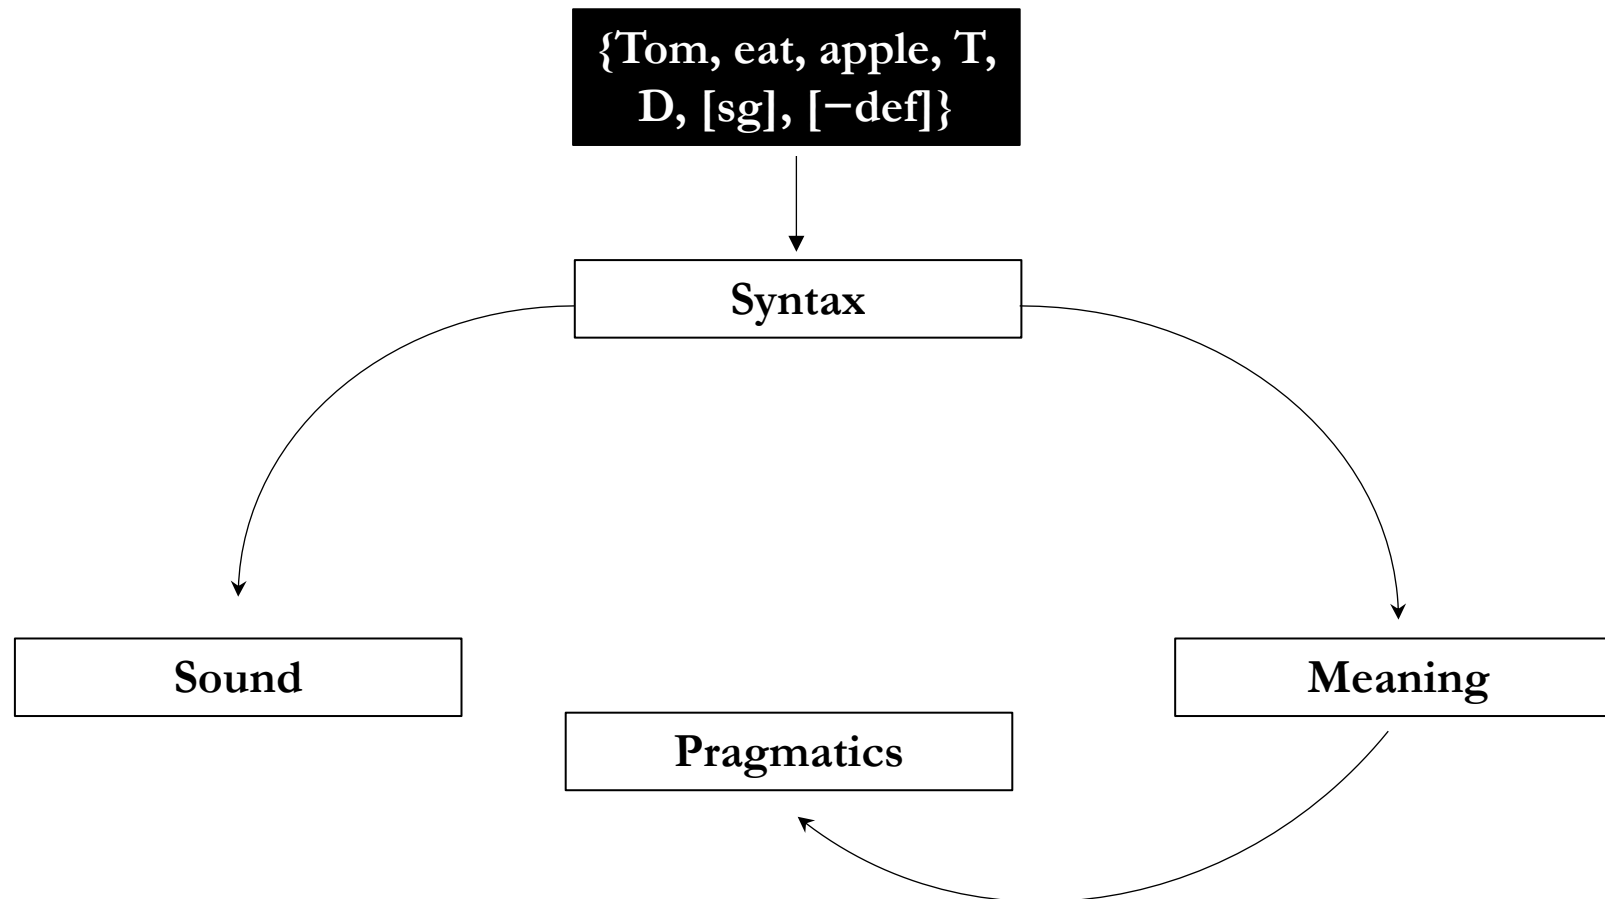 {Tom, eat, apple, T,
D, [sg], [−def]}
Syntax
Sound
Meaning
Pragmatics